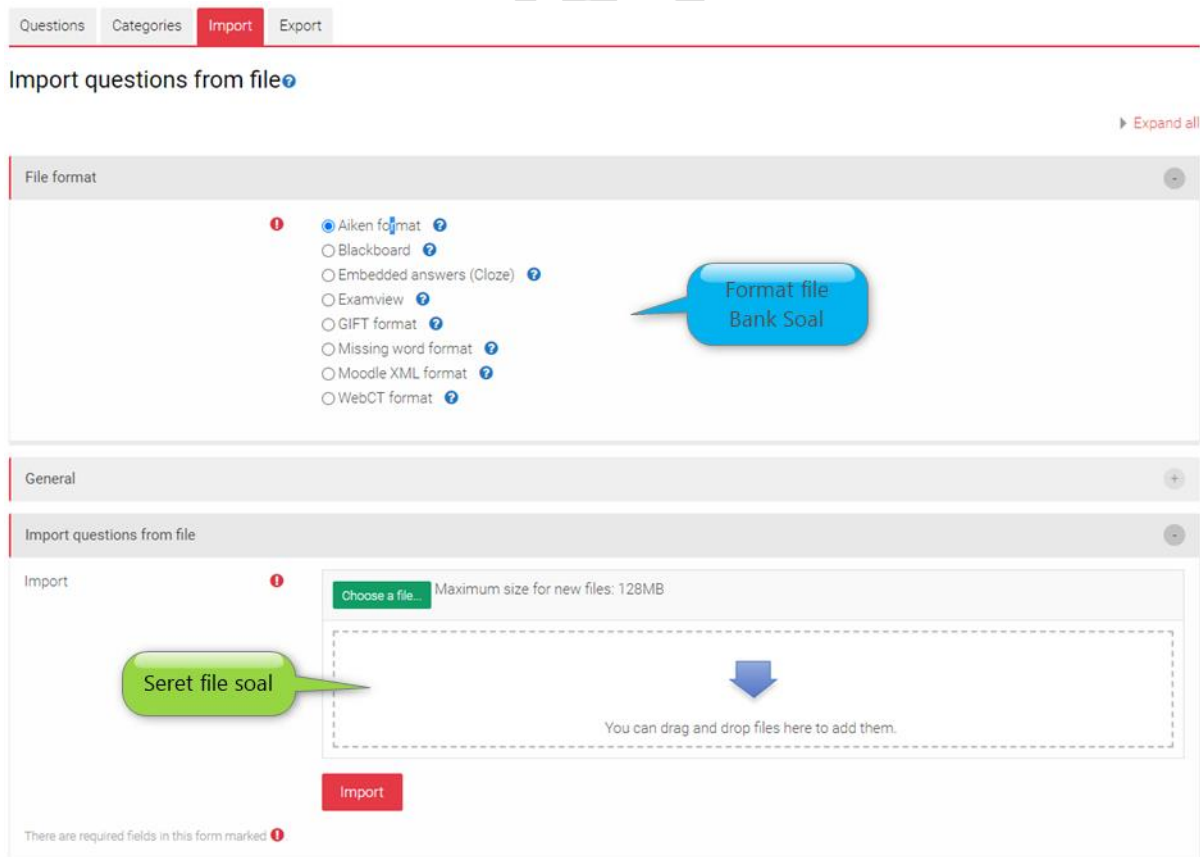 Questions Categories Import Export
Import questions from file
Expand all
File format
Aiken format
Blackboard
Embedded answers (Cloze)
Examview
GIFT format
Missing word format
Moodle XML format
WebCT format
Format file
Bank Soal
General
Import questions from file
Import
Choose a file... Maximum size for new files: 128MB
Seret file soal
You can drag and drop files here to add them.
Import
There are required fields in this form marked